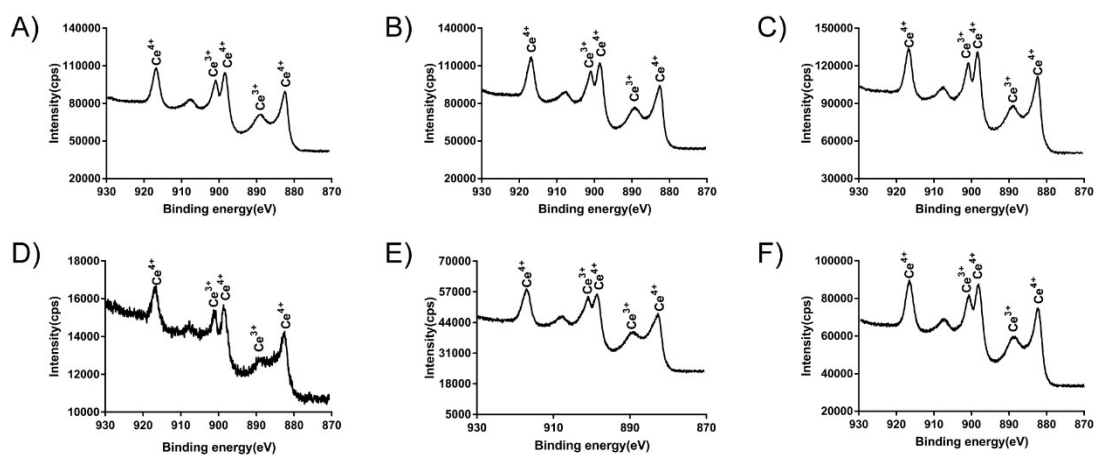 A)
Intensity(cps)
140000
110000
80000
50000
20000
Ce4+
Ce3+
Ce4+
Ce3+
Ce4+
930 920 910 900 890 880 870
Binding energy(eV)
B)
Intensity(cps)
140000
110000
80000
50000
20000
Ce4+
Ce3+
Ce4+
Ce3+
Ce4+
930 920 910 900 890 880 870
Binding energy(eV)
C)
Intensity(cps)
150000
120000
90000
60000
30000
Ce4+
Ce3+
Ce4+
Ce3+
Ce4+
930 920 910 900 890 880 870
Binding energy(eV)
D)
Intensity(cps)
18000
16000
14000
12000
10000
Ce4+
Ce3+
Ce4+
Ce3+
Ce4+
930 920 910 900 890 880 870
Binding energy(eV)
E)
Intensity(cps)
70000
57000
44000
31000
18000
5000
Ce4+
Ce3+
Ce4+
Ce3+
Ce4+
930 920 910 900 890 880 870
Binding energy(eV)
F)
Intensity(cps)
100000
80000
60000
40000
20000
Ce4+
Ce3+
Ce4+
Ce3+
Ce4+
930 920 910 900 890 880 870
Binding energy(eV)